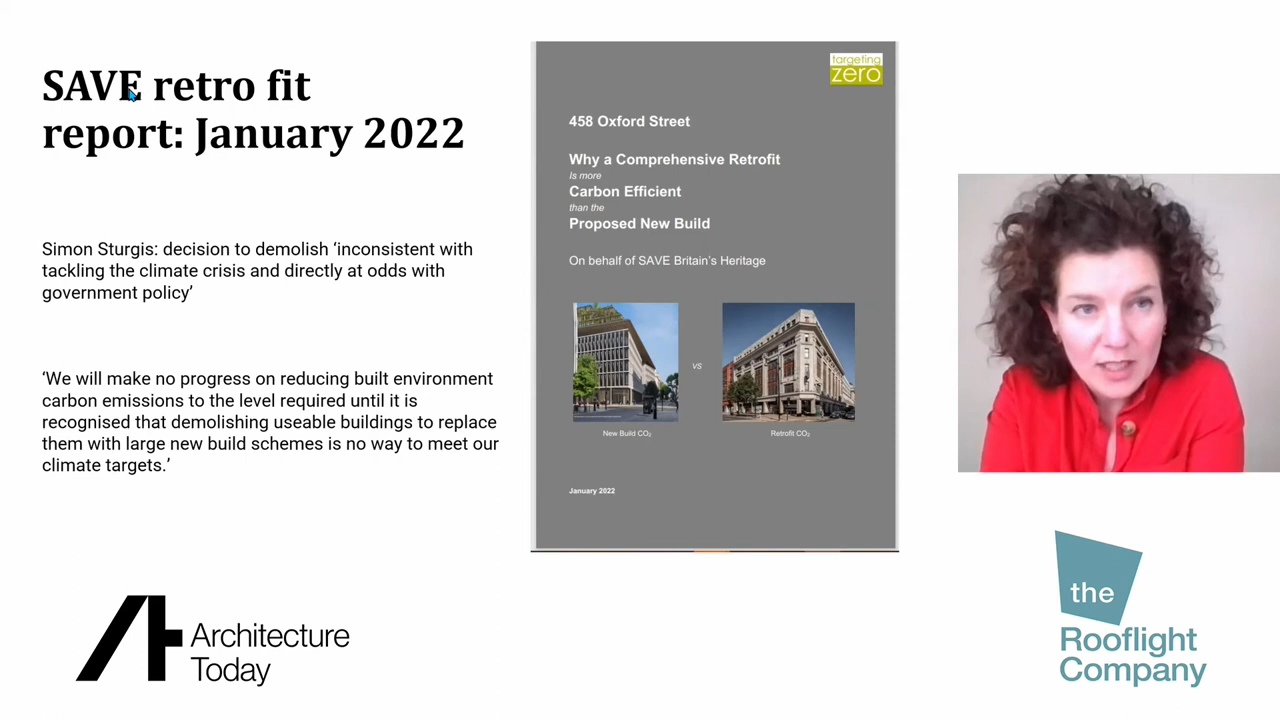 SAVE retro fit
report: January 2022
Simon Sturgis: decision to demolish ‘inconsistent with
tackling the climate crisis and directly at odds with
government policy’
‘We will make no progress on reducing built environment
carbon emissions to the level required until it is
recognised that demolishing useable buildings to replace
them with large new build schemes is no way to meet our
climate targets.’
targeting
zero
458 Oxford Street
Why a Comprehensive Retrofit
Is more
Carbon Efficient
than the
Proposed New Build
On behalf of SAVE Britain's Heritage
vs
New Build CO₂
Retrofit CO₂
January 2022
Architecture
Today
the
Rooflight
Company